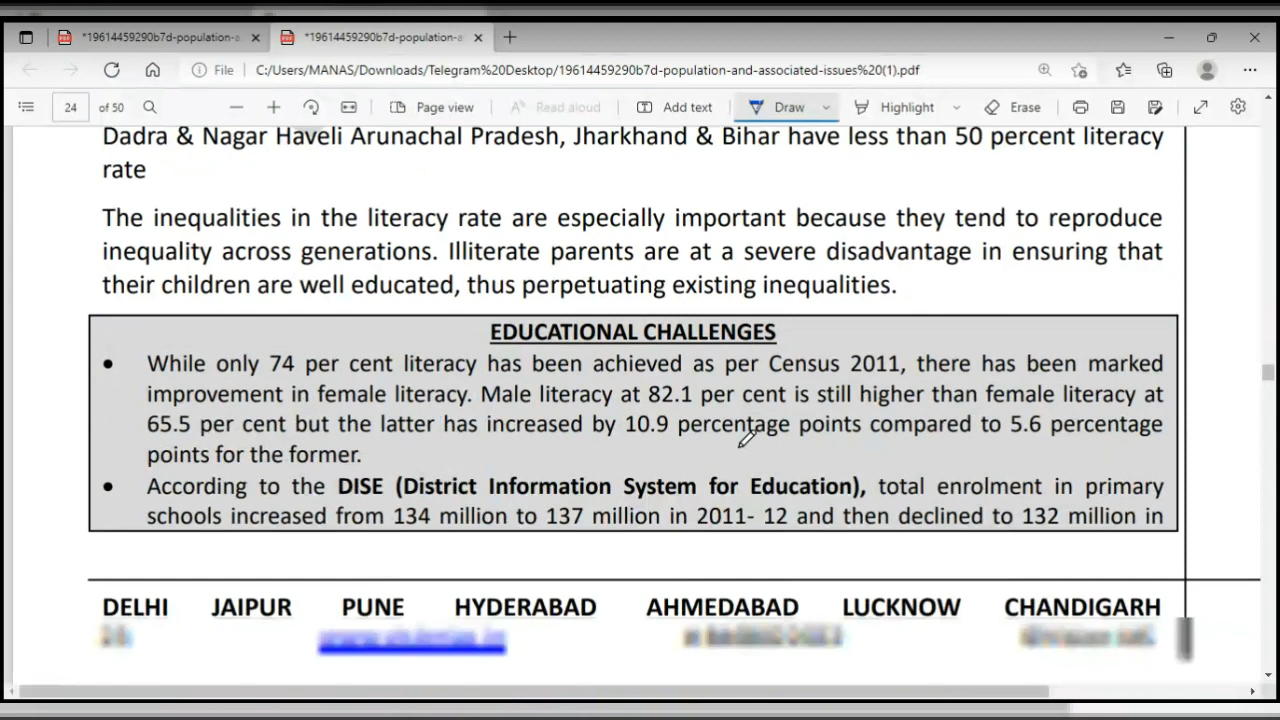 *19614459290b7d-population-a
*19614459290b7d-population-a
File C:/Users/MANAS/Downloads/Telegram%20Desktop/19614459290b7d-population-and-associated-issues%20(1).pdf
24 of 50 Page view Read aloud Add text Draw Highlight Erase
Dadra & Nagar Haveli Arunachal Pradesh, Jharkhand & Bihar have less than 50 percent literacy
rate
The inequalities in the literacy rate are especially important because they tend to reproduce
inequality across generations. Illiterate parents are at a severe disadvantage in ensuring that
their children are well educated, thus perpetuating existing inequalities.
EDUCATIONAL CHALLENGES
• While only 74 per cent literacy has been achieved as per Census 2011, there has been marked
improvement in female literacy. Male literacy at 82.1 per cent is still higher than female literacy at
65.5 per cent but the latter has increased by 10.9 percentage points compared to 5.6 percentage
points for the former.
• According to the DISE (District Information System for Education), total enrolment in primary
schools increased from 134 million to 137 million in 2011- 12 and then declined to 132 million in
DELHI JAIPUR PUNE HYDERABAD AHMEDABAD LUCKNOW CHANDIGARH